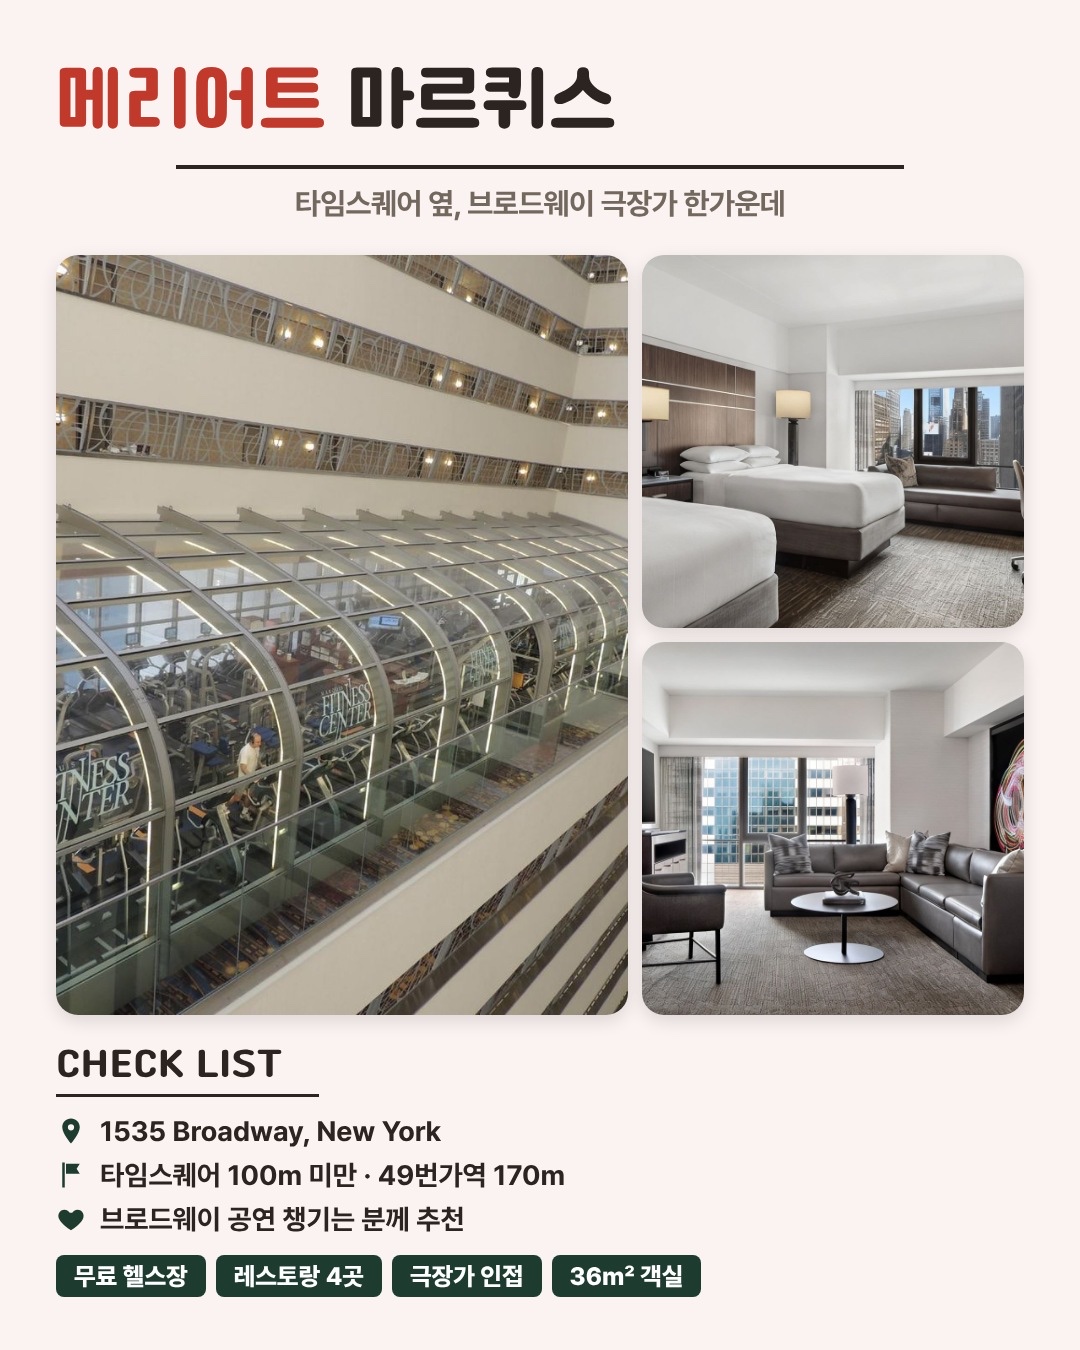 메리어트 마르퀴스
타임스퀘어 옆, 브로드웨이 극장가 한가운데
FITNESS
CENTER
CHECK LIST
1535 Broadway, New York
타임스퀘어 100m 미만 · 49번가역 170m
브로드웨이 공연 챙기는 분께 추천
무료 헬스장 레스토랑 4곳 극장가 인접 36m² 객실